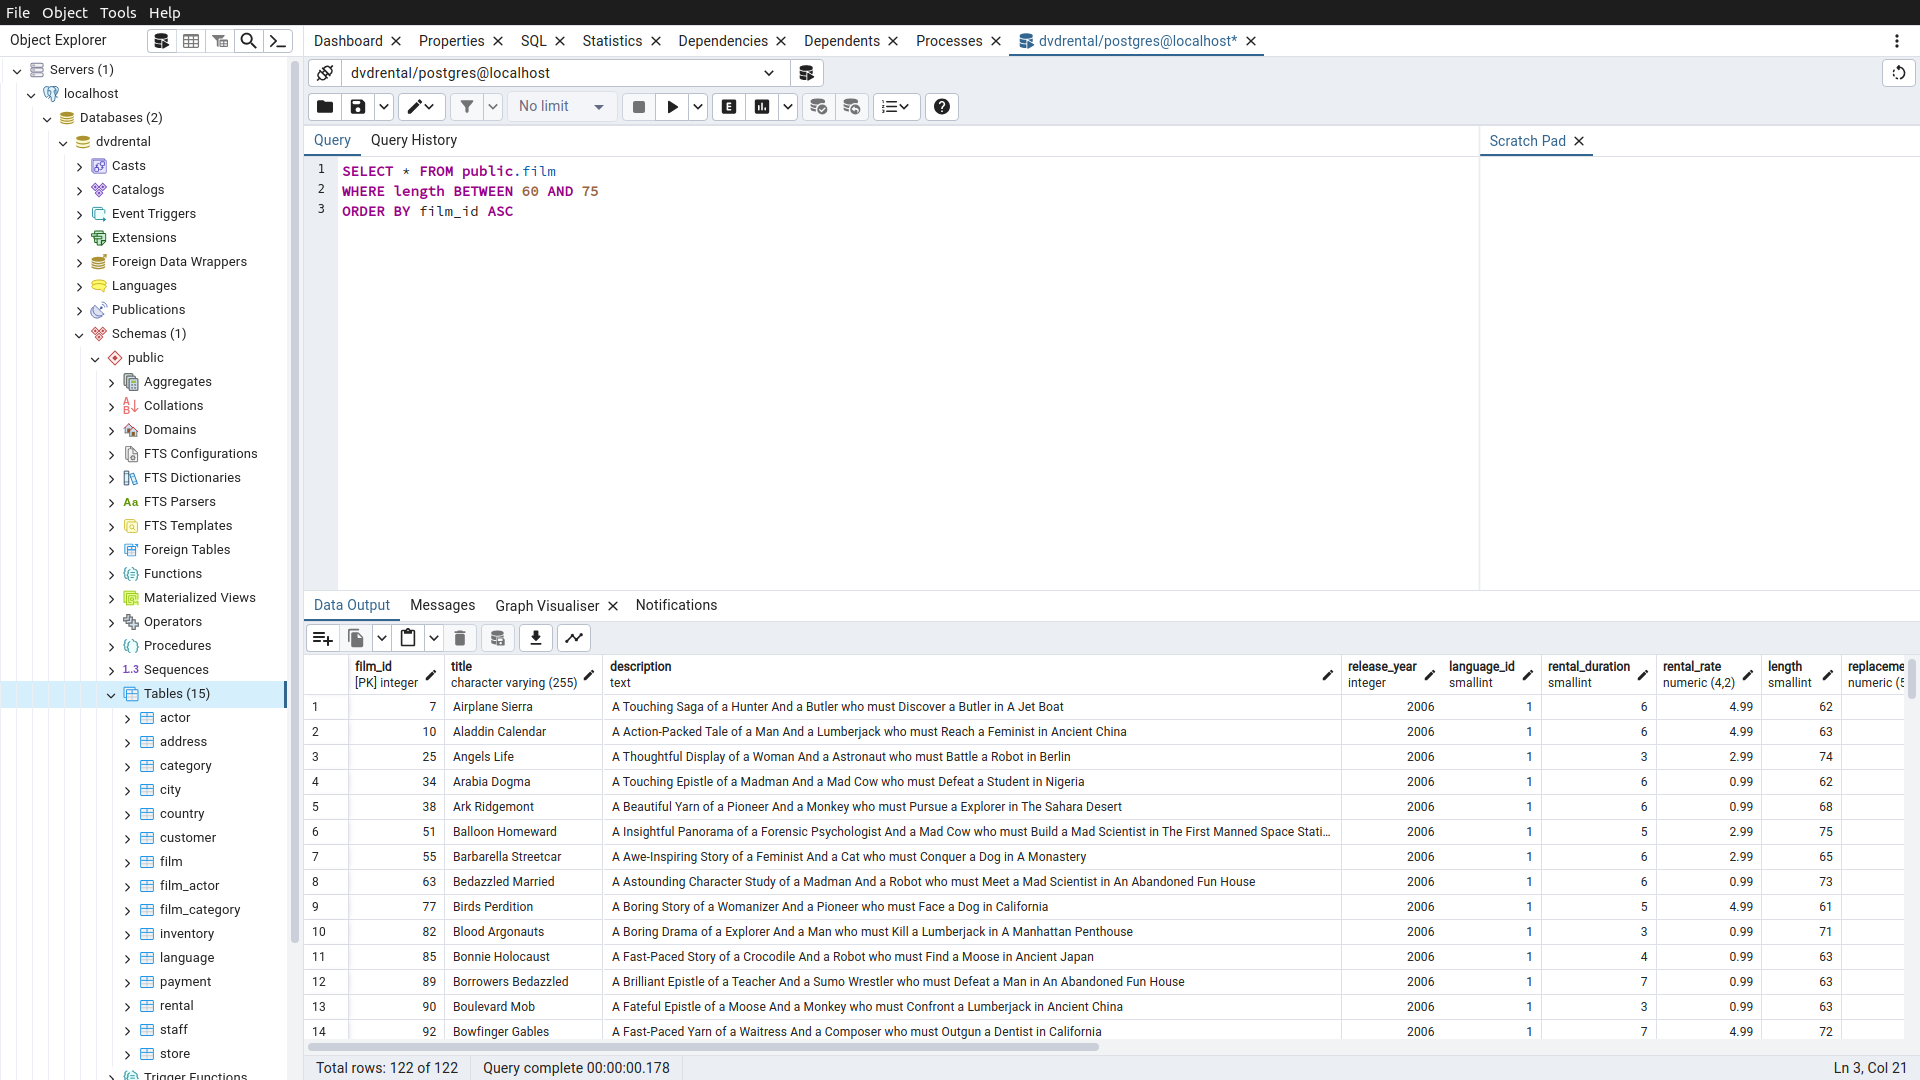 File Object Tools Help
Object Explorer
Dashboard Properties SQL Statistics Dependencies Dependents Processes dvdrental/postgres@localhost*
Servers (1)
localhost
Databases (2)
dvdrental
Casts
Catalogs
Event Triggers
Extensions
Foreign Data Wrappers
Languages
Publications
Schemas (1)
public
Aggregates
Collations
Domains
FTS Configurations
FTS Dictionaries
Aa FTS Parsers
FTS Templates
Foreign Tables
Functions
Materialized Views
Operators
Procedures
1..3 Sequences
Tables (15)
actor
address
category
city
country
customer
film
film_actor
film_category
inventory
language
payment
rental
staff
store
Trigger Functions
dvdrental/postgres@localhost
No limit E
Query Query History
Scratch Pad
1 SELECT * FROM public.film
2 WHERE length BETWEEN 60 AND 75
3 ORDER BY film_id ASC
Data Output Messages Graph Visualiser Notifications
film_id title description release_year language_id rental_duration rental_rate length replaceme
[PK] integer character varying (255) text integer smallint smallint numeric (4,2) smallint numeric (5
1 7 Airplane Sierra A Touching Saga of a Hunter And a Butler who must Discover a Butler in A Jet Boat 2006 1 6 4.99 62
2 10 Aladdin Calendar A Action-Packed Tale of a Man And a Lumberjack who must Reach a Feminist in Ancient China 2006 1 6 4.99 63
3 25 Angels Life A Thoughtful Display of a Woman And a Astronaut who must Battle a Robot in Berlin 2006 1 3 2.99 74
4 34 Arabia Dogma A Touching Epistle of a Madman And a Mad Cow who must Defeat a Student in Nigeria 2006 1 6 0.99 62
5 38 Ark Ridgemont A Beautiful Yarn of a Pioneer And a Monkey who must Pursue a Explorer in The Sahara Desert 2006 1 6 0.99 68
6 51 Balloon Homeward A Insightful Panorama of a Forensic Psychologist And a Mad Cow who must Build a Mad Scientist in The First Manned Space Stati... 2006 1 5 2.99 75
7 55 Barbarella Streetcar A Awe-Inspiring Story of a Feminist And a Cat who must Conquer a Dog in A Monastery 2006 1 6 2.99 65
8 63 Bedazzled Married A Astounding Character Study of a Madman And a Robot who must Meet a Mad Scientist in An Abandoned Fun House 2006 1 6 0.99 73
9 77 Birds Perdition A Boring Story of a Womanizer And a Pioneer who must Face a Dog in California 2006 1 5 4.99 61
10 82 Blood Argonauts A Boring Drama of a Explorer And a Man who must Kill a Lumberjack in A Manhattan Penthouse 2006 1 3 0.99 71
11 85 Bonnie Holocaust A Fast-Paced Story of a Crocodile And a Robot who must Find a Moose in Ancient Japan 2006 1 4 0.99 63
12 89 Borrowers Bedazzled A Brilliant Epistle of a Teacher And a Sumo Wrestler who must Defeat a Man in An Abandoned Fun House 2006 1 7 0.99 63
13 90 Boulevard Mob A Fateful Epistle of a Moose And a Monkey who must Confront a Lumberjack in Ancient China 2006 1 3 0.99 63
14 92 Bowfinger Gables A Fast-Paced Yarn of a Waitress And a Composer who must Outgun a Dentist in California 2006 1 7 4.99 72
Total rows: 122 of 122 Query complete 00:00:00.178 Ln 3, Col 21